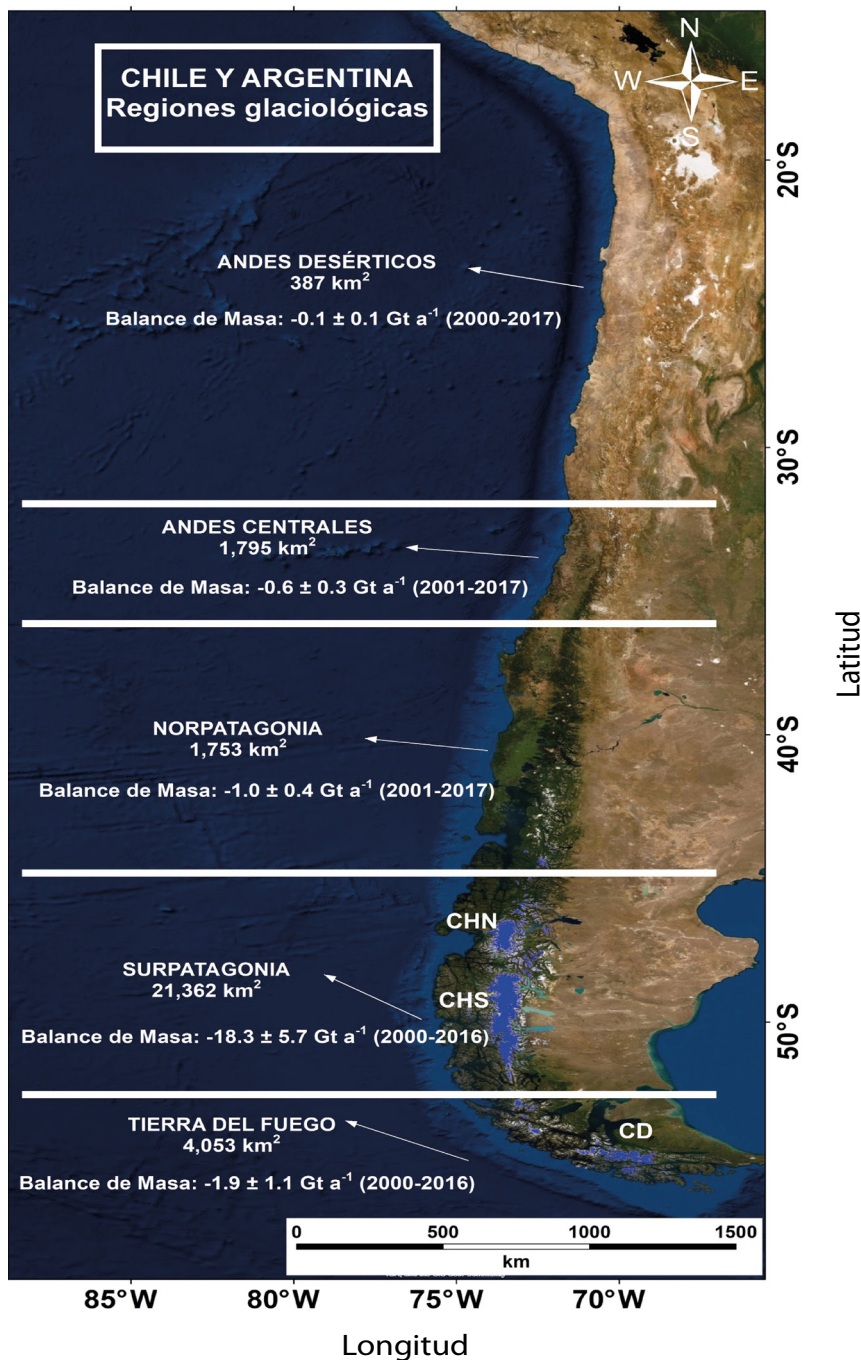 CHILE Y ARGENTINA
Regiones glaciológicas
N
W
E
S
20°S
ANDES DESÉRTICOS
387 km²
Balance de Masa: -0.1 ± 0.1 Gt a⁻¹ (2000-2017)
30°S
ANDES CENTRALES
1,795 km²
Balance de Masa: -0.6 ± 0.3 Gt a⁻¹ (2001-2017)
Latitud
NORPATAGONIA
1,753 km²
40°S
Balance de Masa: -1.0 ± 0.4 Gt a⁻¹ (2001-2017)
CHN
SURPATAGONIA
21,362 km²
CHS
Balance de Masa: -18.3 ± 5.7 Gt a⁻¹ (2000-2016)
50°S
TIERRA DEL FUEGO
4,053 km²
CD
Balance de Masa: -1.9 ± 1.1 Gt a⁻¹ (2000-2016)
0 500 1000 1500
km
85°W 80°W 75°W 70°W
Longitud